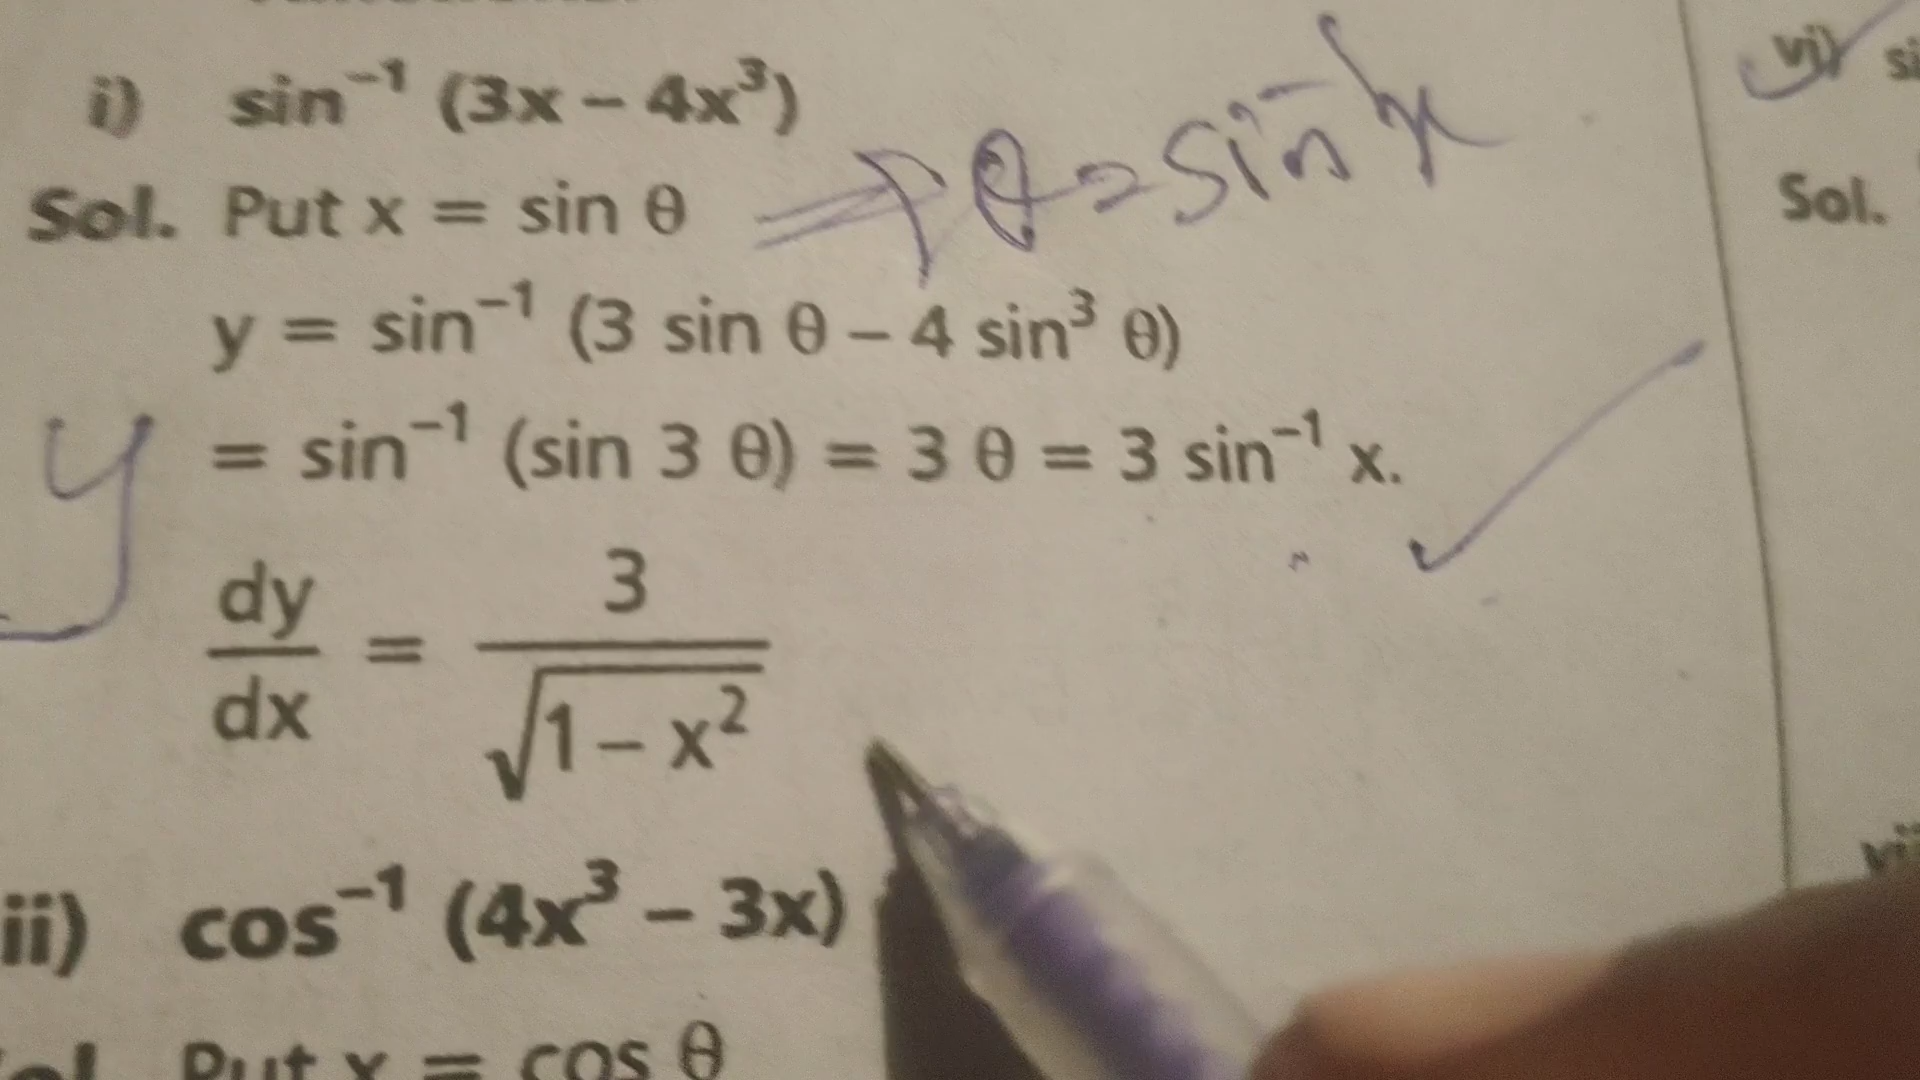 i) sin⁻¹ (3x – 4x³)
Sol. Put x = sin θ ⇒ θ = sin⁻¹x
y = sin⁻¹ (3 sin θ – 4 sin³ θ)
y = sin⁻¹ (sin 3 θ) = 3 θ = 3 sin⁻¹ x.
dy/dx = 3/√(1 – x²)
ii) cos⁻¹ (4x³ – 3x)
Put x = cos θ
vi)
Sol.